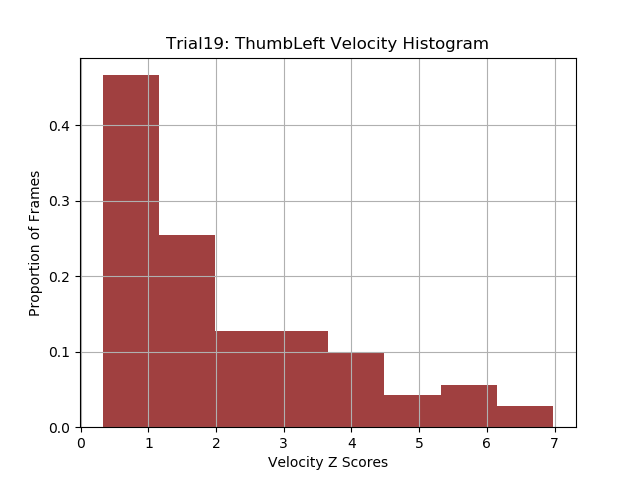 Trial19: ThumbLeft Velocity Histogram
Proportion of Frames
0.4
0.3
0.2
0.1
0.0
0 1 2 3 4 5 6 7
Velocity Z Scores